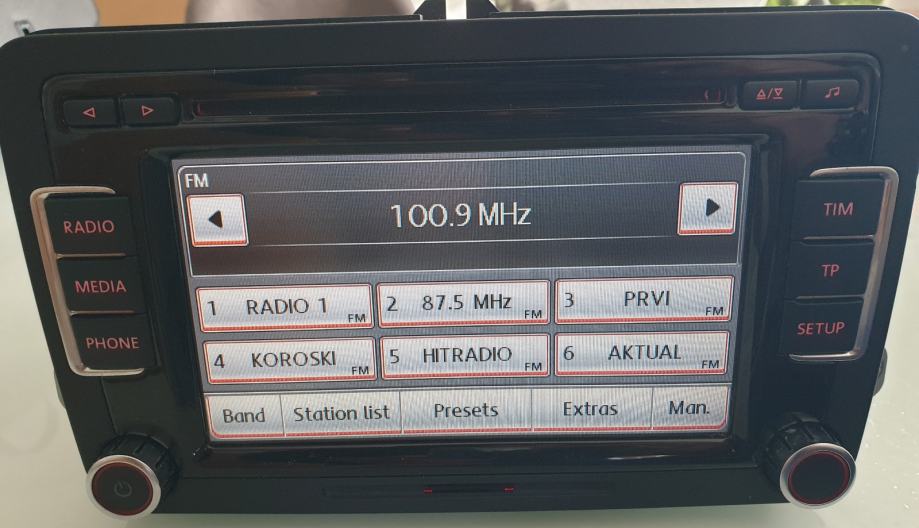 FM
100.9 MHz
RADIO
MEDIA
PHONE
TIM
TP
SETUP
1 RADIO 1 FM
2 87.5 MHz FM
3 PRVI FM
4 KOROSKI FM
5 HITRADIO FM
6 AKTUAL FM
Band Station list Presets Extras Man.